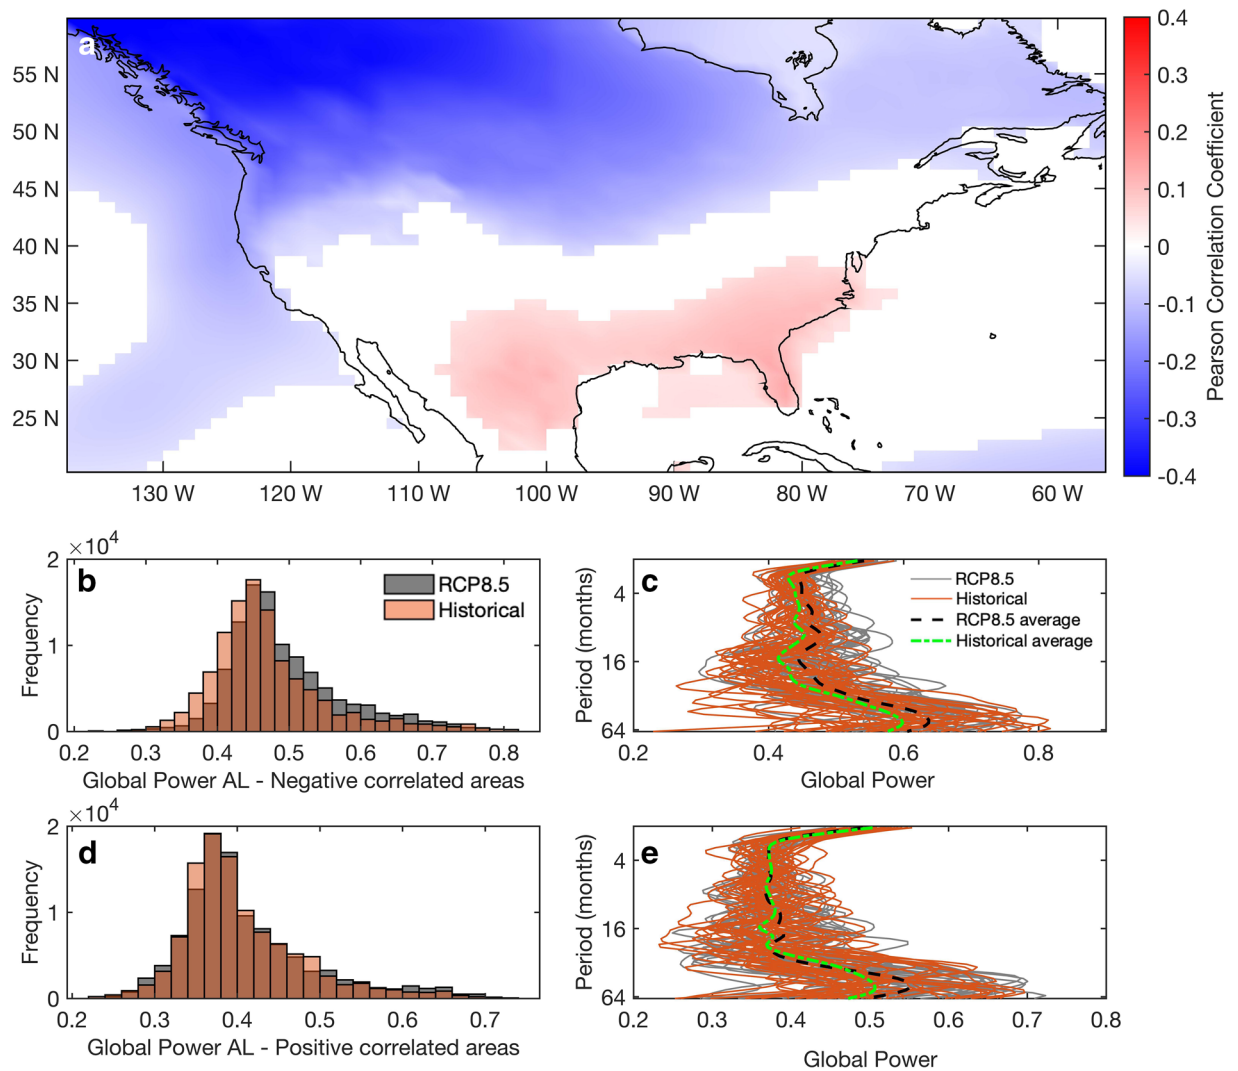 a
55 N
50 N
45 N
40 N
35 N
30 N
25 N
130 W
120 W
110 W
100 W
90 W
80 W
70 W
60 W
0.4
0.3
0.2
0.1
0
-0.1
-0.2
-0.3
-0.4
Pearson Correlation Coefficient
×10⁴
b
2
1
0
Frequency
RCP8.5
Historical
0.2
0.3
0.4
0.5
0.6
0.7
0.8
Global Power AL - Negative correlated areas
c
4
16
64
Period (months)
RCP8.5
Historical
RCP8.5 average
Historical average
0.2
0.4
0.6
0.8
Global Power
×10⁴
d
2
1
0
Frequency
0.2
0.3
0.4
0.5
0.6
0.7
Global Power AL - Positive correlated areas
e
4
16
64
Period (months)
0.2
0.3
0.4
0.5
0.6
0.7
0.8
Global Power